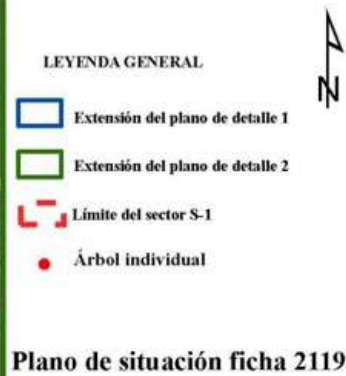 LEYENDA GENERAL
N
Extensión del plano de detalle 1
Extensión del plano de detalle 2
Límite del sector S-1
Árbol individual
Plano de situación ficha 2119